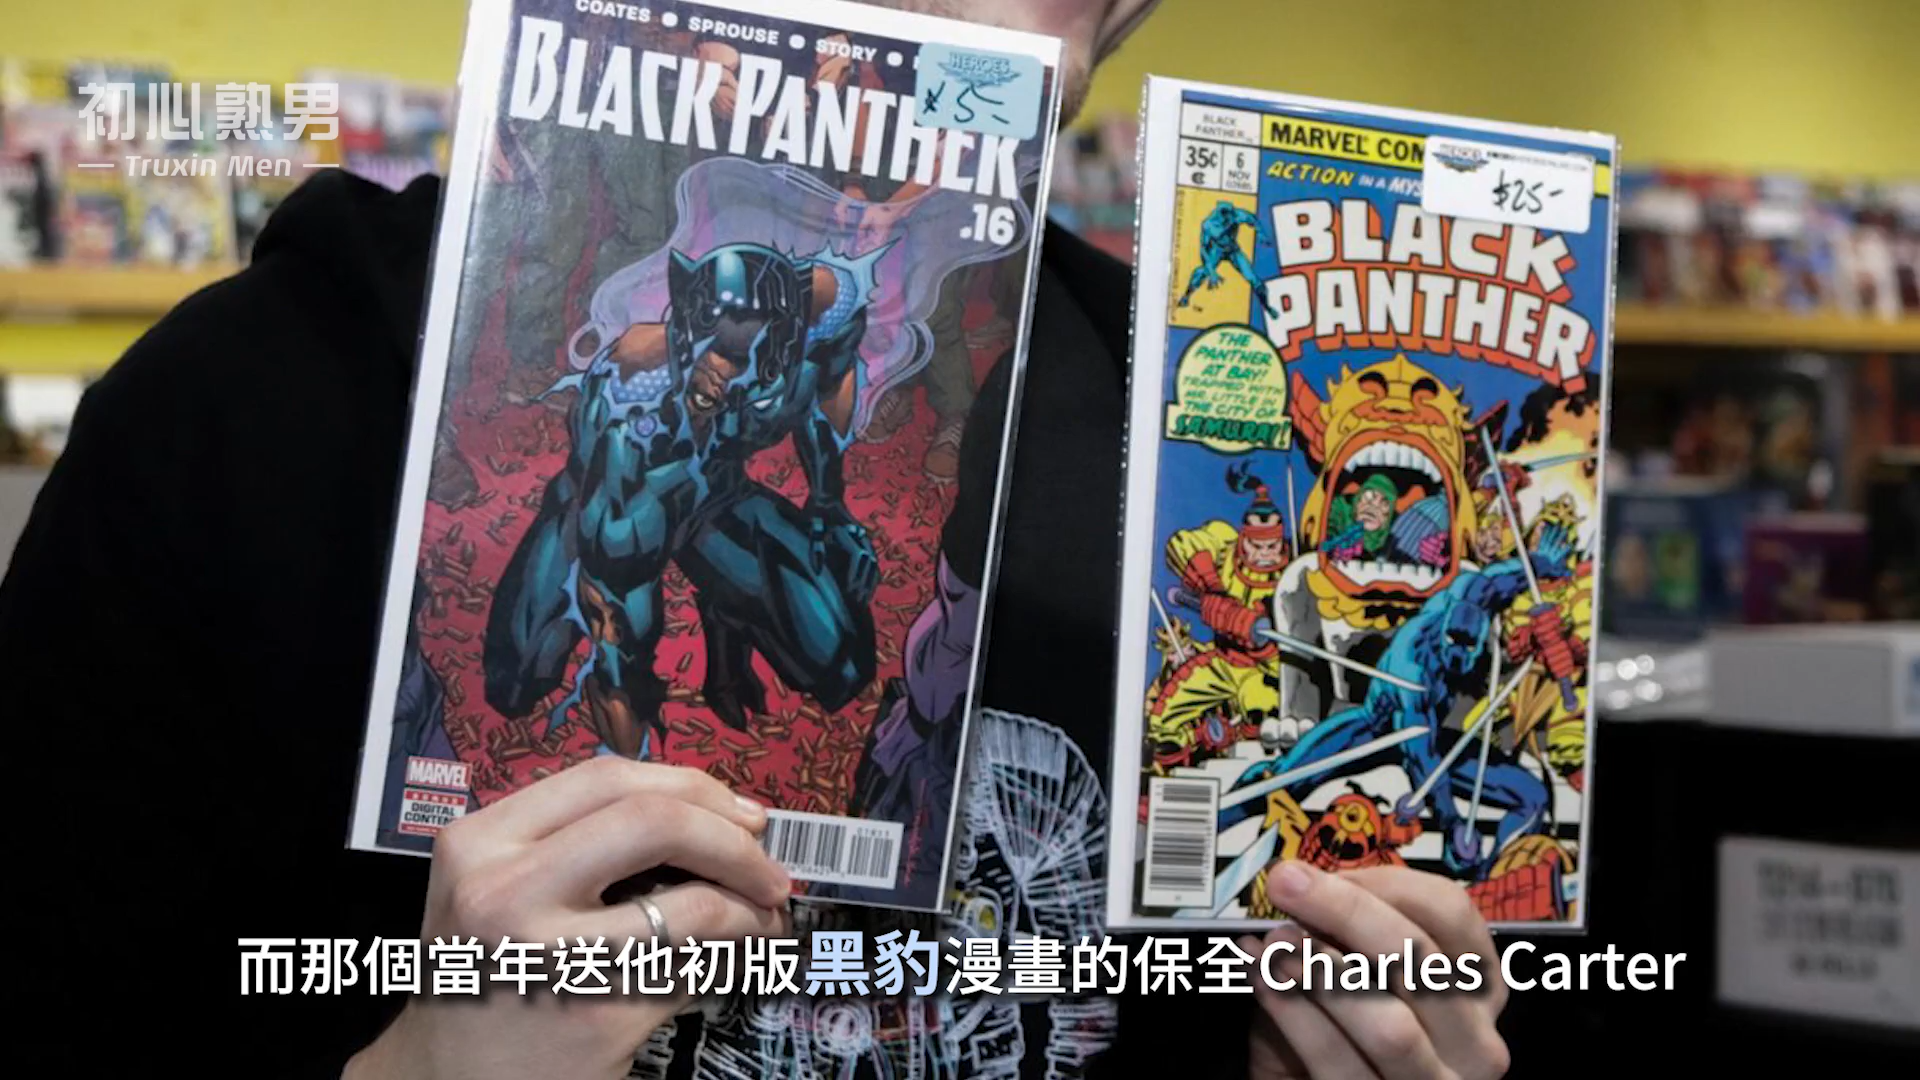 初心熟男
Truxin Men
COATES • SPROUSE • STORY •
BLACK PANTHER
.16
HEROES
$5-
MARVEL
DIGITAL
BLACK
PANTHER
MARVEL COM
35¢
6
NOV
ACTION IN A MYS
$25-
BLACK
PANTHER
THE
PANTHER
AT BAY!
TRAPPED WITH
MR. LITTLE IN
THE CITY OF
SAMURAI!
而那個當年送他初版黑豹漫畫的保全Charles Carter